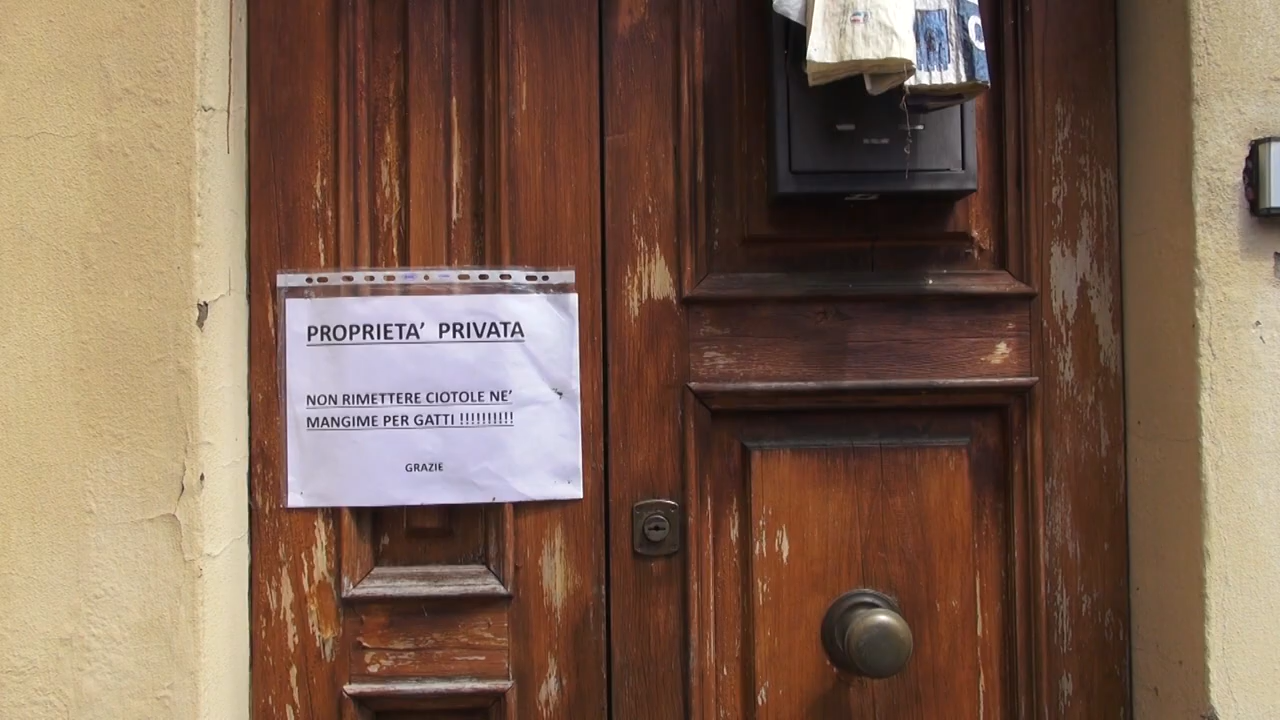 PROPRIETA' PRIVATA
NON RIMETTERE CIOTOLE NE'
MANGIME PER GATTI !!!!!!!!!!
GRAZIE